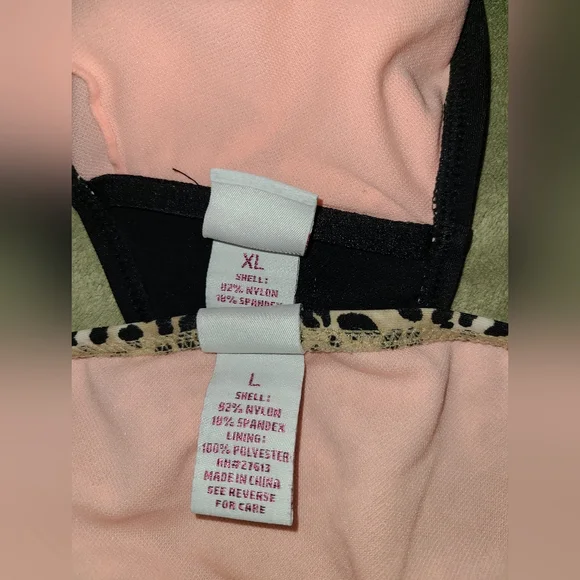 XL
SHELL:
82% NYLON
18% SPANDEX
L
SHELL:
82% NYLON
18% SPANDEX
LINING:
100% POLYESTER
RN#27613
MADE IN CHINA
SEE REVERSE
FOR CARE